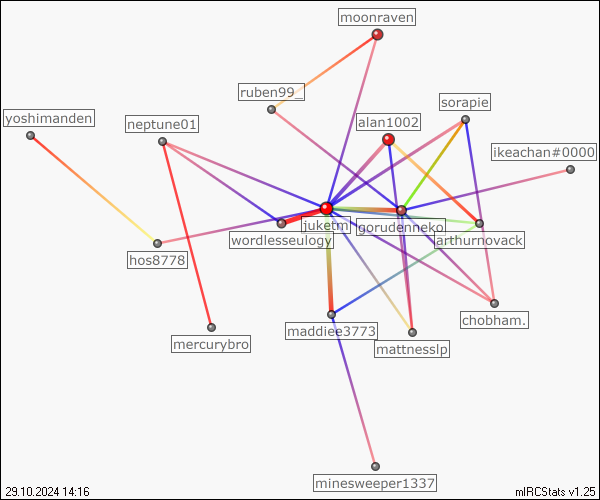 moonraven
ruben99_
sorapie
yoshimanden
neptune01
alan1002
ikeachan#0000
juketm
gorudenneko
wordlesseulogy
arthurnovack
hos8778
chobham.
maddiee3773
mercurybro
mattnesslp
minesweeper1337
29.10.2024 14:16
mIRCStats v1.25